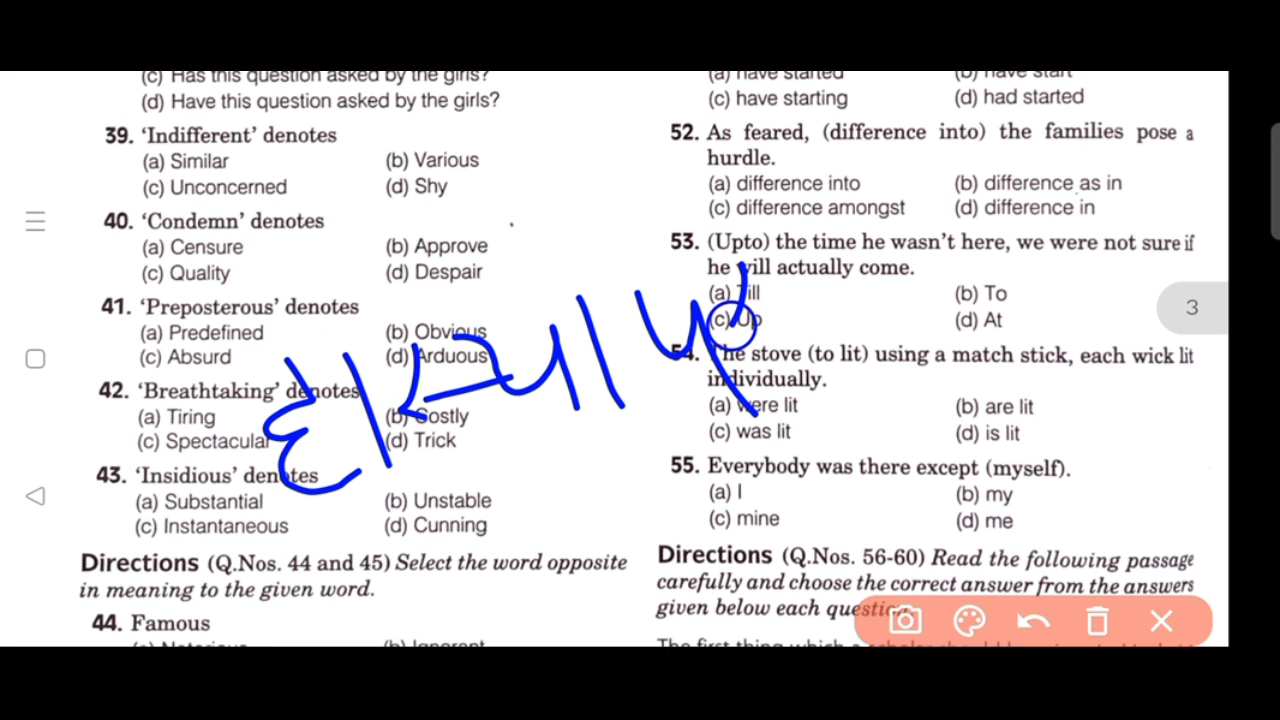 (c) Has this question asked by the girls?
(d) Have this question asked by the girls?
39. ‘Indifferent’ denotes
(a) Similar (b) Various
(c) Unconcerned (d) Shy
40. ‘Condemn’ denotes
(a) Censure (b) Approve
(c) Quality (d) Despair
41. ‘Preposterous’ denotes
(a) Predefined (b) Obvious
(c) Absurd (d) Arduous
42. ‘Breathtaking’ denotes
(a) Tiring (b) Costly
(c) Spectacular (d) Trick
43. ‘Insidious’ denotes
(a) Substantial (b) Unstable
(c) Instantaneous (d) Cunning
Directions (Q.Nos. 44 and 45) Select the word opposite
in meaning to the given word.
44. Famous
(a) Notorious (b) Ignorant
(a) have started (b) have start
(c) have starting (d) had started
52. As feared, (difference into) the families pose a
hurdle.
(a) difference into (b) difference as in
(c) difference amongst (d) difference in
53. (Upto) the time he wasn’t here, we were not sure if
he will actually come.
(a) Till (b) To
(c) Up (d) At
54. The stove (to lit) using a match stick, each wick lit
individually.
(a) were lit (b) are lit
(c) was lit (d) is lit
55. Everybody was there except (myself).
(a) I (b) my
(c) mine (d) me
Directions (Q.Nos. 56-60) Read the following passage
carefully and choose the correct answer from the answers
given below each question.
The first thing which a
3